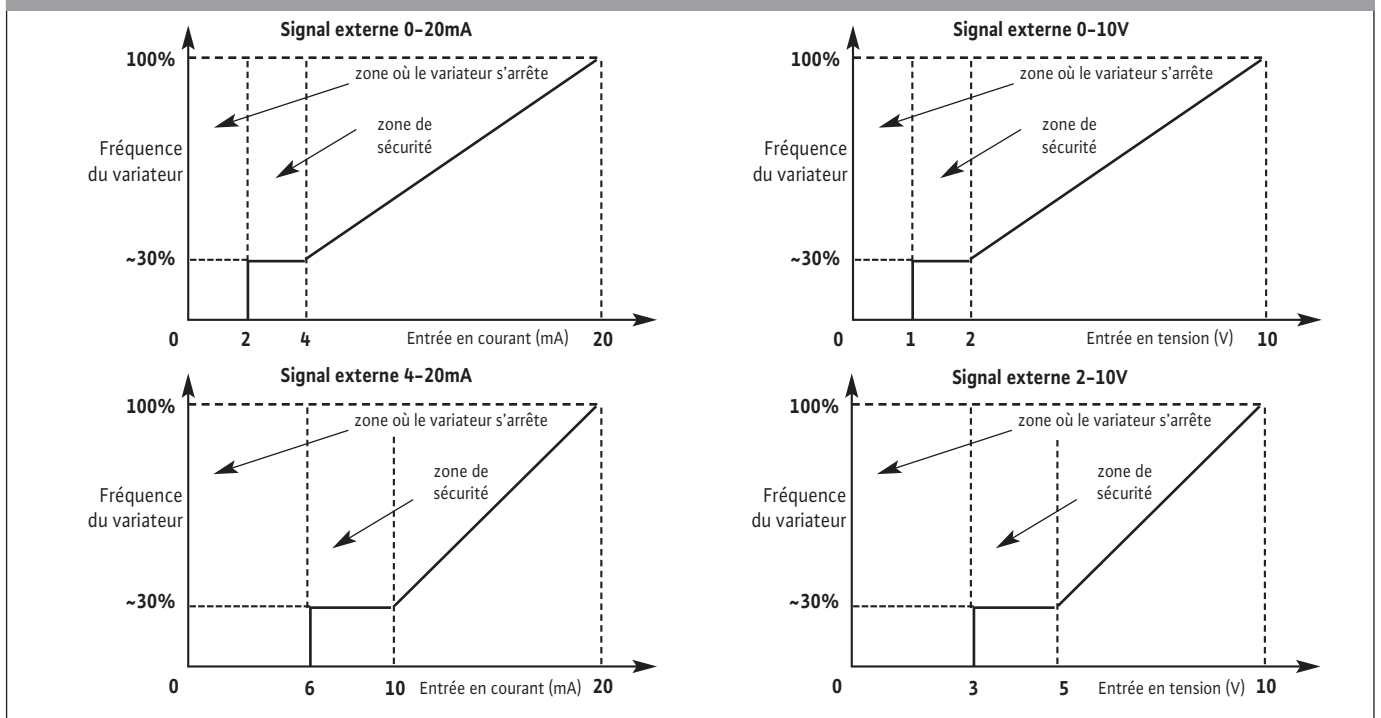 Signal externe 0-20mA
100%
zone où le variateur s'arrête
zone de
sécurité
Fréquence
du variateur
~30%
0
2
4
Entrée en courant (mA)
20
Signal externe 0-10V
100%
zone où le variateur s'arrête
zone de
sécurité
Fréquence
du variateur
~30%
0
1
2
Entrée en tension (V)
10
Signal externe 4-20mA
100%
zone où le variateur s'arrête
zone de
sécurité
Fréquence
du variateur
~30%
0
6
10
Entrée en courant (mA)
20
Signal externe 2-10V
100%
zone où le variateur s'arrête
zone de
sécurité
Fréquence
du variateur
~30%
0
3
5
Entrée en tension (V)
10